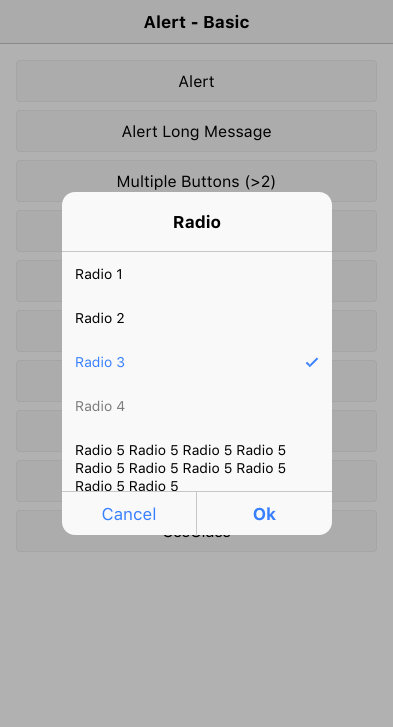 Alert - Basic
Alert
Alert Long Message
Multiple Buttons (>2)
Radio
Radio 1
Radio 2
Radio 3
Radio 4
Radio 5 Radio 5 Radio 5 Radio 5
Radio 5 Radio 5 Radio 5 Radio 5
Radio 5 Radio 5
Cancel
Ok